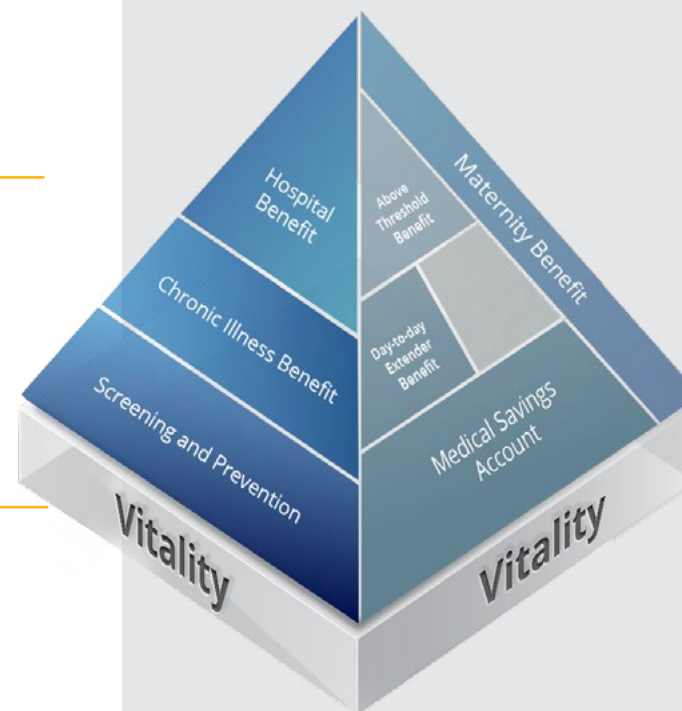 Hospital
Benefit
Chronic Illness Benefit
Screening and Prevention
Maternity Benefit
Above
Threshold
Benefit
Day-to-day
Extender
Benefit
Medical Savings
Account
Vitality
Vitality